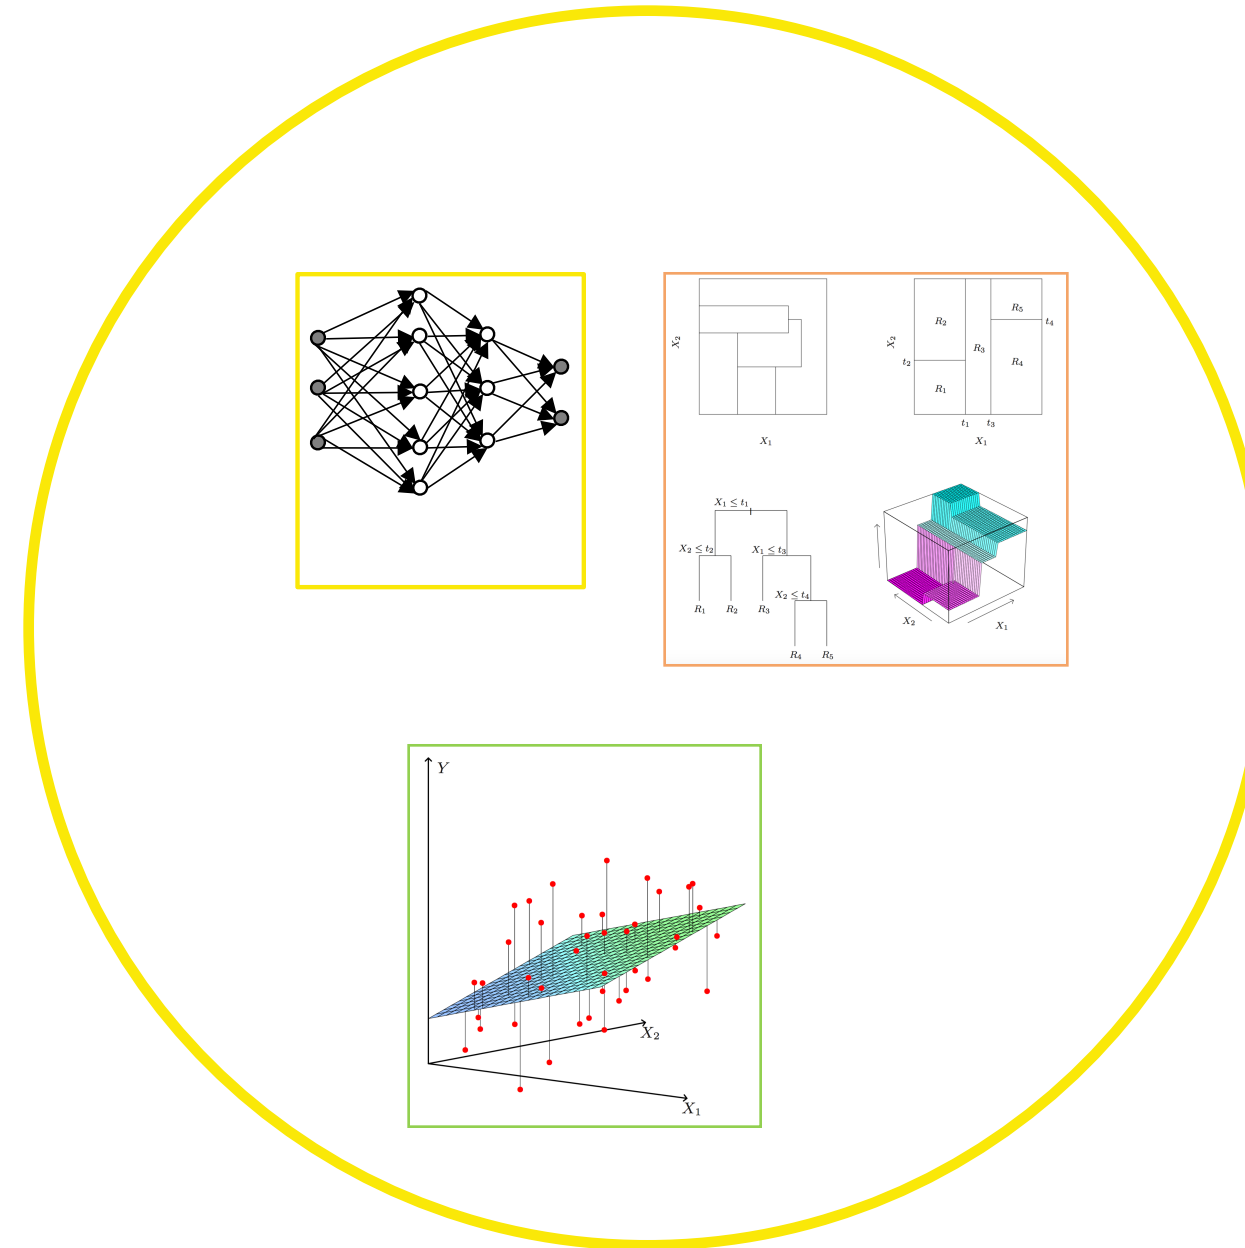 X₂
X₁
X₂
R₂
R₅
R₃
R₄
R₁
t₂
t₄
t₁
t₃
X₁
X₁ ≤ t₁
X₂ ≤ t₂
X₁ ≤ t₃
X₂ ≤ t₄
R₁
R₂
R₃
R₄
R₅
X₂
X₁
Y
X₂
X₁